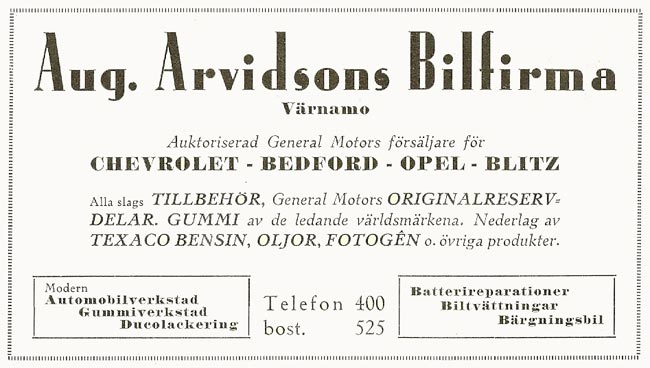 Aug. Arvidsons Bilfirma
Värnamo
Auktoriserad General Motors försäljare för
CHEVROLET - BEDFORD - OPEL - BLITZ
Alla slags TILLBEHÖR, General Motors ORIGINALRESERV=
DELAR. GUMMI av de ledande världsmärkena. Nederlag av
TEXACO BENSIN, OLJOR, FOTOGÊN o. övriga produkter.
Modern
Automobilverkstad
Gummiverkstad
Ducolackering
Telefon 400
bost. 525
Batterireparationer
Biltvättningar
Bärgningsbil